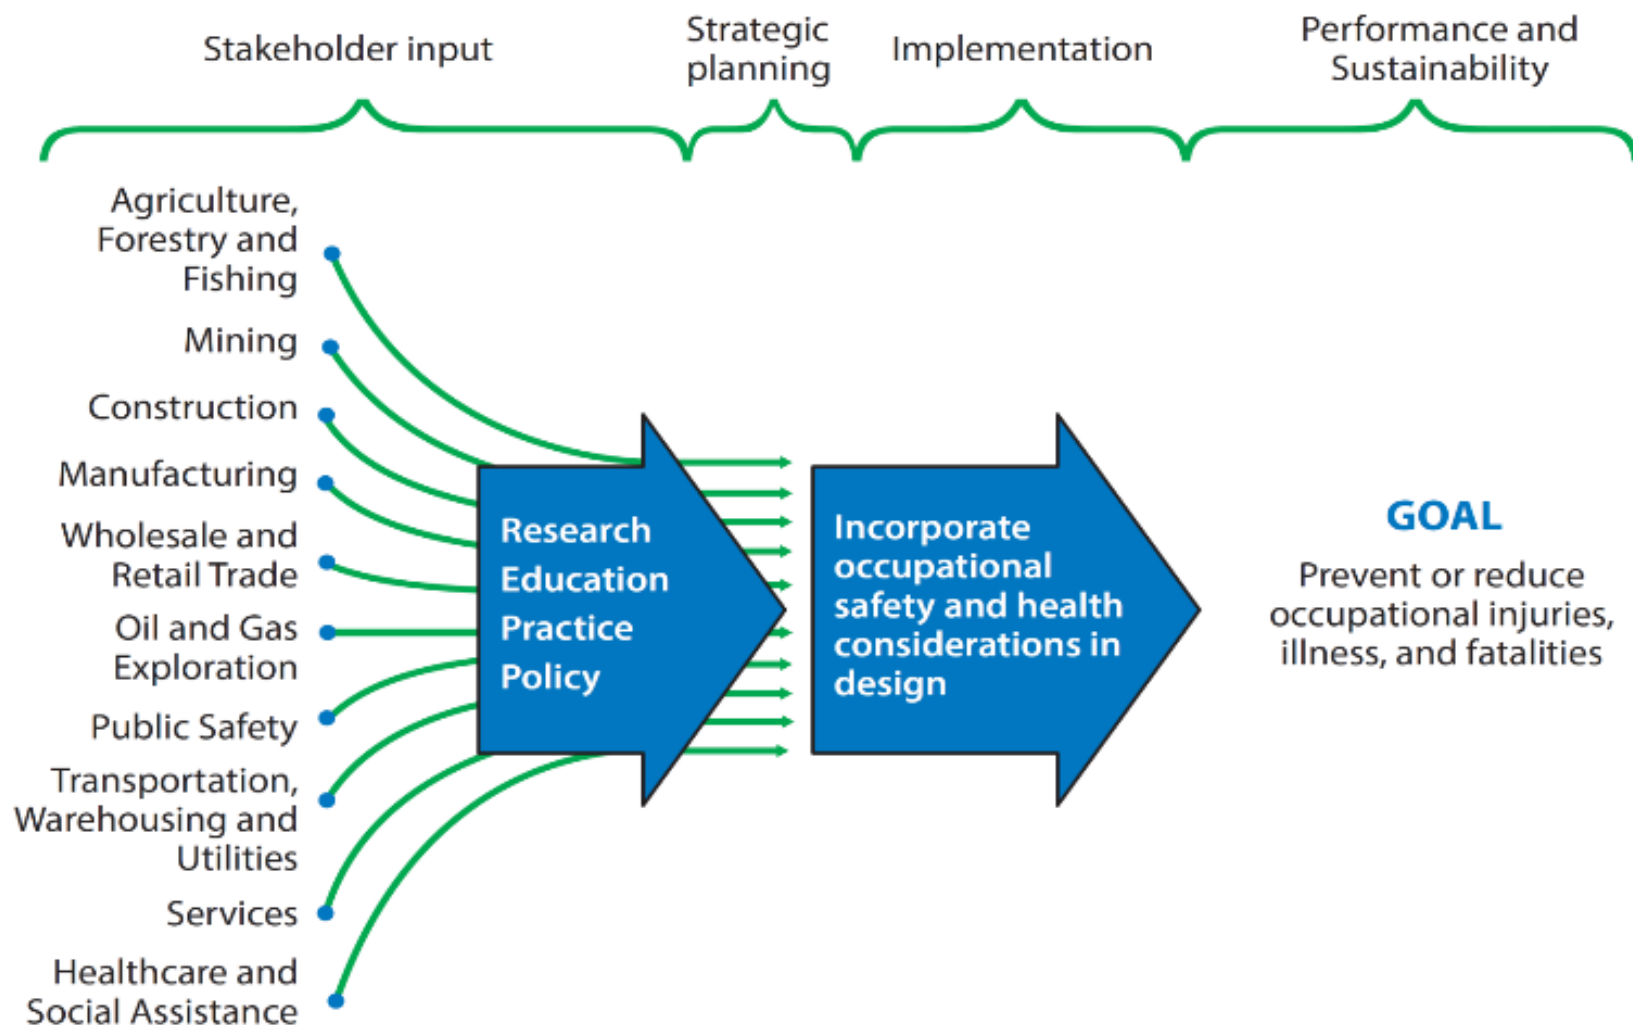 Stakeholder input
Strategic
planning
Implementation
Performance and
Sustainability
Agriculture,
Forestry and
Fishing
Mining
Construction
Manufacturing
Wholesale and
Retail Trade
Oil and Gas
Exploration
Public Safety
Transportation,
Warehousing and
Utilities
Services
Healthcare and
Social Assistance
Research
Education
Practice
Policy
Incorporate
occupational
safety and health
considerations in
design
GOAL
Prevent or reduce
occupational injuries,
illness, and fatalities